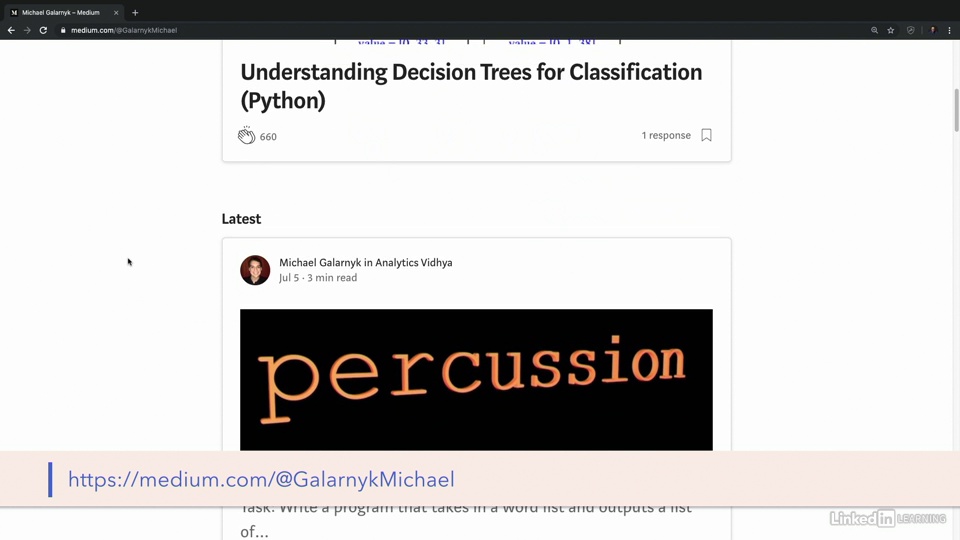 Michael Galarnyk – Medium
medium.com/@GalarnykMichael
value = [0, 33, 3]
value = [0, 1, 38]
Understanding Decision Trees for Classification
(Python)
660
1 response
Latest
Michael Galarnyk in Analytics Vidhya
Jul 5 · 3 min read
percussion
https://medium.com/@GalarnykMichael
Task: Write a program that takes in a word list and outputs a list
of...
Linked in LEARNING